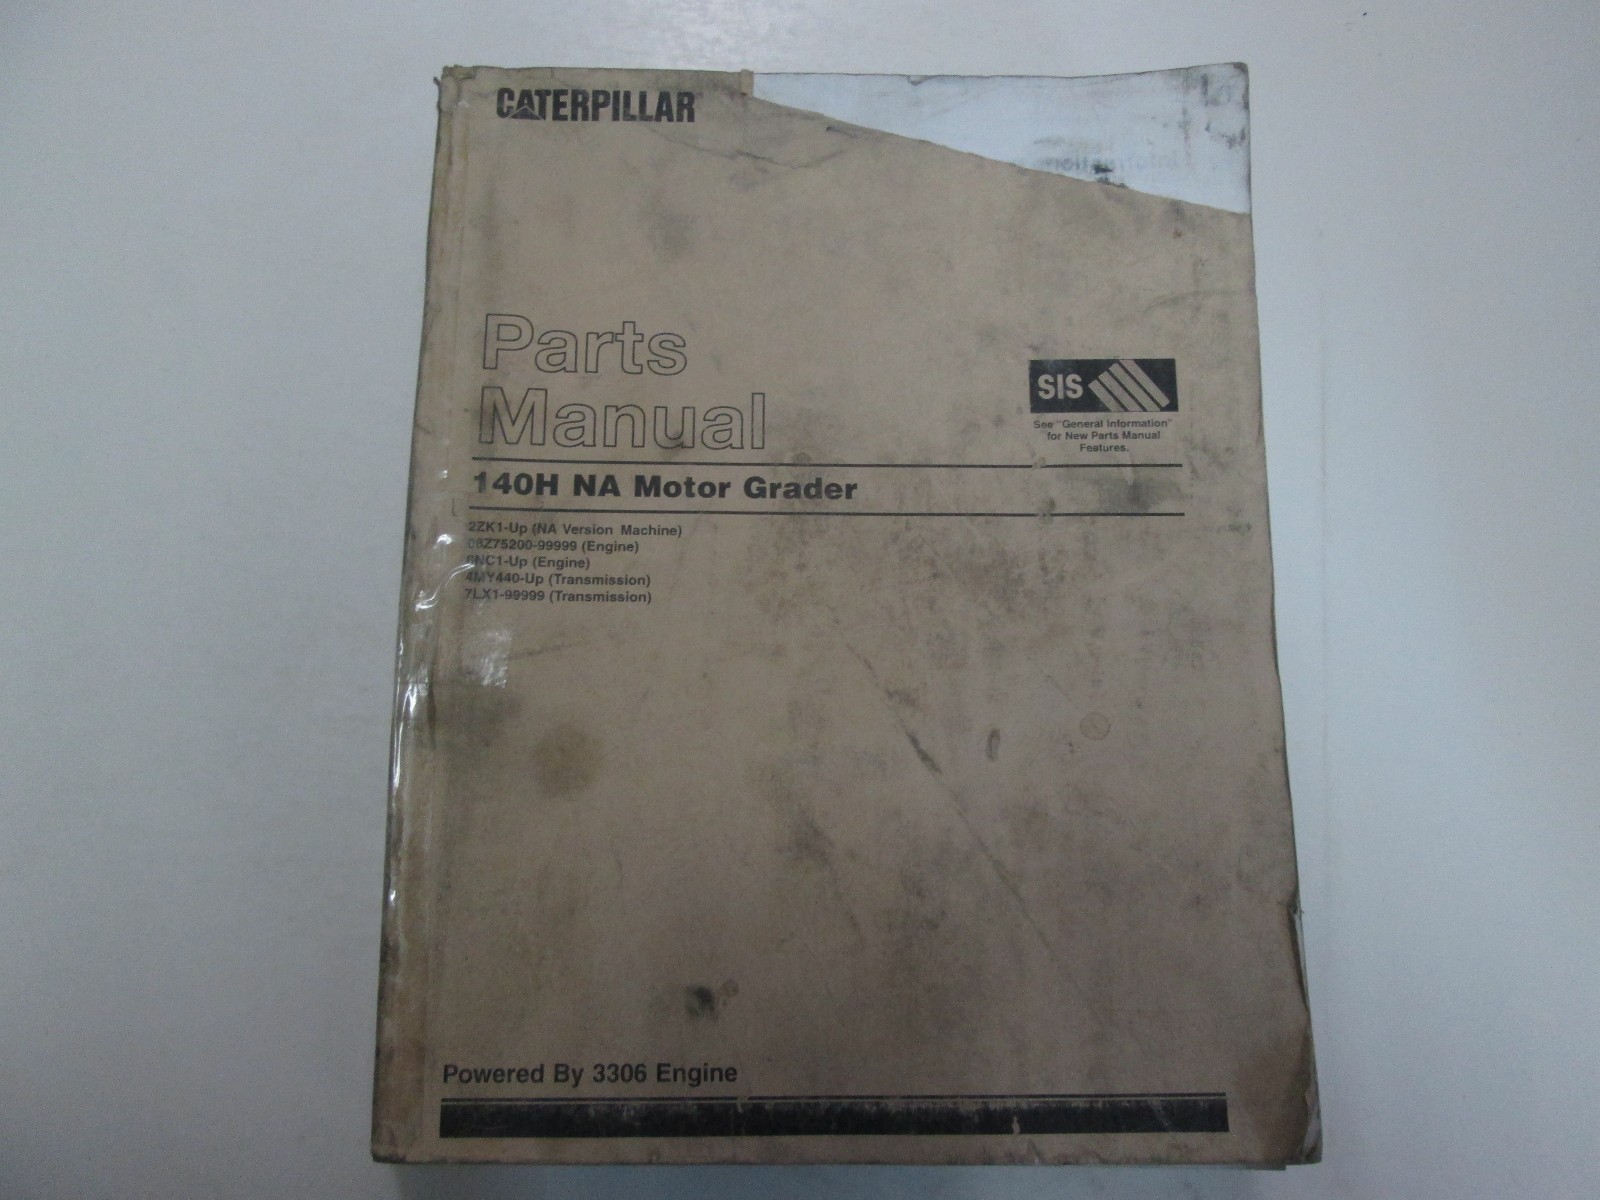 CATERPILLAR
Parts
Manual
SIS
See "General Information"
for New Parts Manual
Features.
140H NA Motor Grader
2ZK1-Up (NA Version Machine)
08Z75200-99999 (Engine)
6NC1-Up (Engine)
4MY440-Up (Transmission)
7LX1-99999 (Transmission)
Powered By 3306 Engine